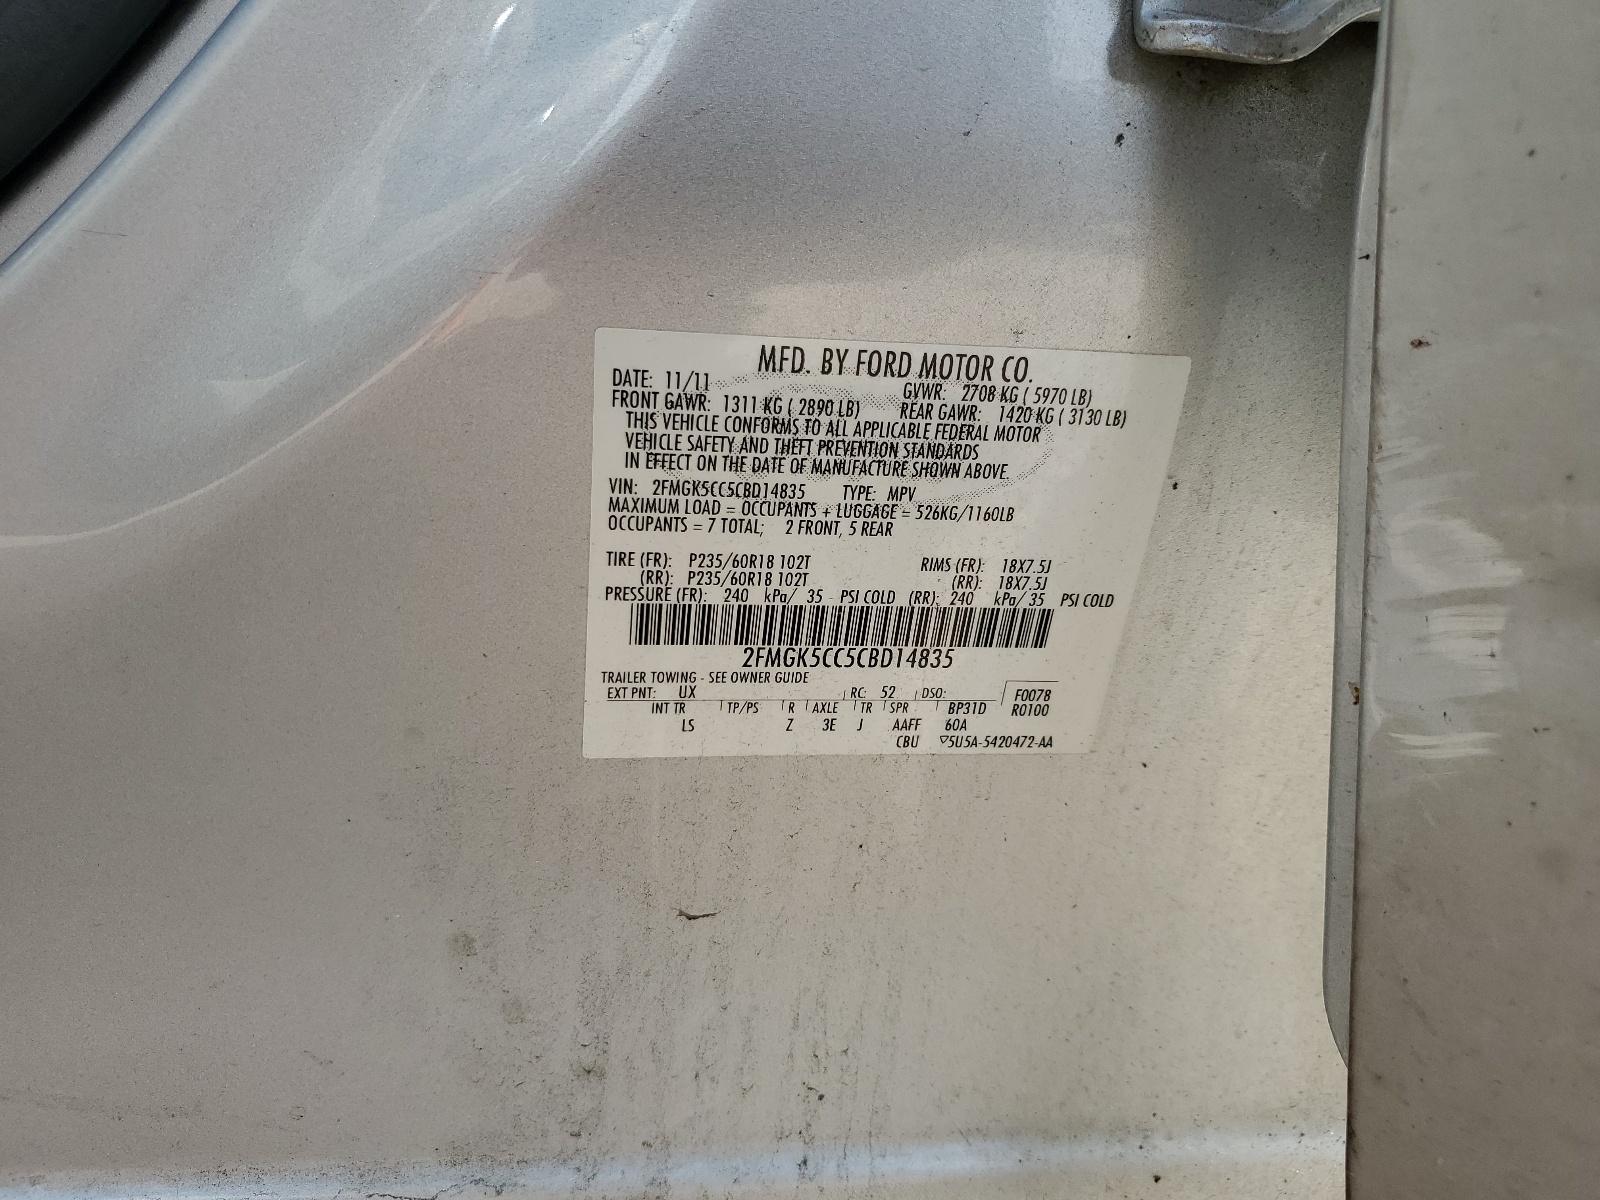 MFD. BY FORD MOTOR CO.
DATE: 11/11 GVWR: 2708 KG ( 5970 LB)
FRONT GAWR: 1311 KG ( 2890 LB) REAR GAWR: 1420 KG ( 3130 LB)
THIS VEHICLE CONFORMS TO ALL APPLICABLE FEDERAL MOTOR
VEHICLE SAFETY AND THEFT PREVENTION STANDARDS
IN EFFECT ON THE DATE OF MANUFACTURE SHOWN ABOVE.
VIN: 2FMGK5CC5CBD14835 TYPE: MPV
MAXIMUM LOAD = OCCUPANTS + LUGGAGE = 526KG/1160LB
OCCUPANTS = 7 TOTAL; 2 FRONT, 5 REAR
TIRE (FR): P235/60R18 102T RIMS (FR): 18X7.5J
(RR): P235/60R18 102T (RR): 18X7.5J
PRESSURE (FR): 240 kPa/ 35 PSI COLD (RR): 240 kPa/ 35 PSI COLD
2FMGK5CC5CBD14835
TRAILER TOWING - SEE OWNER GUIDE
EXT PNT: UX RC: 52 DSO: F0078
INT TR TP/PS R AXLE TR SPR BP31D R0100
LS Z 3E J AAFF 60A
CBU ▽5U5A-5420472-AA